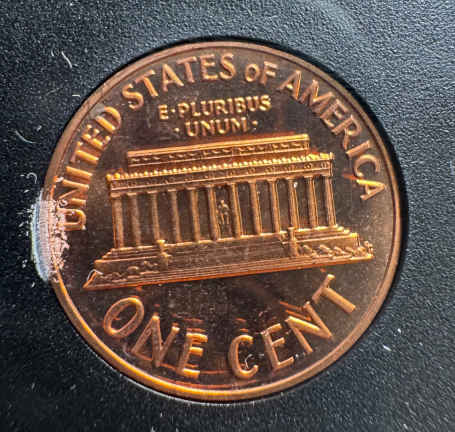 UNITED STATES OF AMERICA
E·PLURIBUS
·UNUM·
ONE CENT